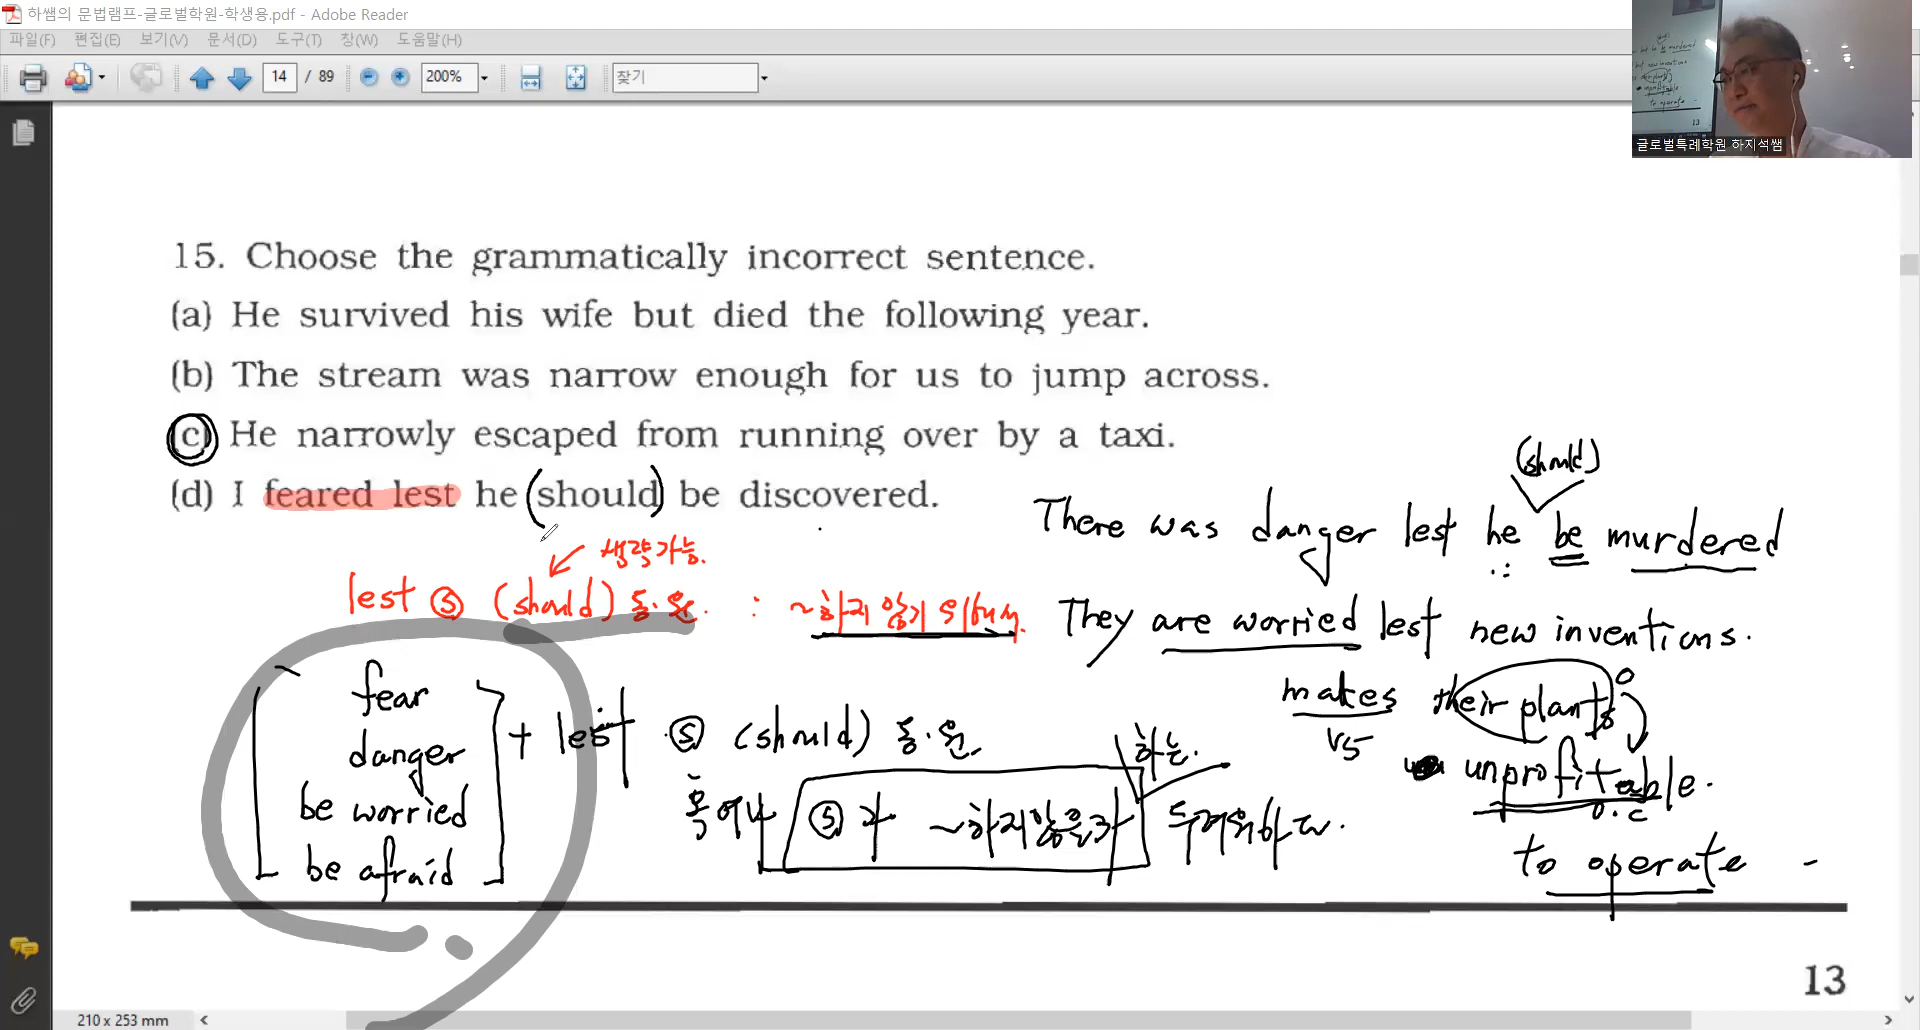 하쌤의 문법램프-글로벌학원-학생용.pdf - Adobe Reader
파일(F) 편집(E) 보기(V) 문서(D) 도구(T) 창(W) 도움말(H)
14 / 89 200% 찾기
글로벌특례학원 하지석쌤
15. Choose the grammatically incorrect sentence.
(a) He survived his wife but died the following year.
(b) The stream was narrow enough for us to jump across.
(c) He narrowly escaped from running over by a taxi.
(d) I feared lest he (should) be discovered.
(should)
There was danger lest he be murdered
생략가능.
lest ⓢ (should) 동.원. : ~하지 않기 위해서.
They are worried lest new inventions.
makes their plants o
vs
unprofitable.
o.c
to operate
fear
danger
be worried
be afraid
+ lest ⓢ (should) 동.원
하는
혹여나 ⓢ가 ~하지않을까 두려워하다.
13
210 x 253 mm